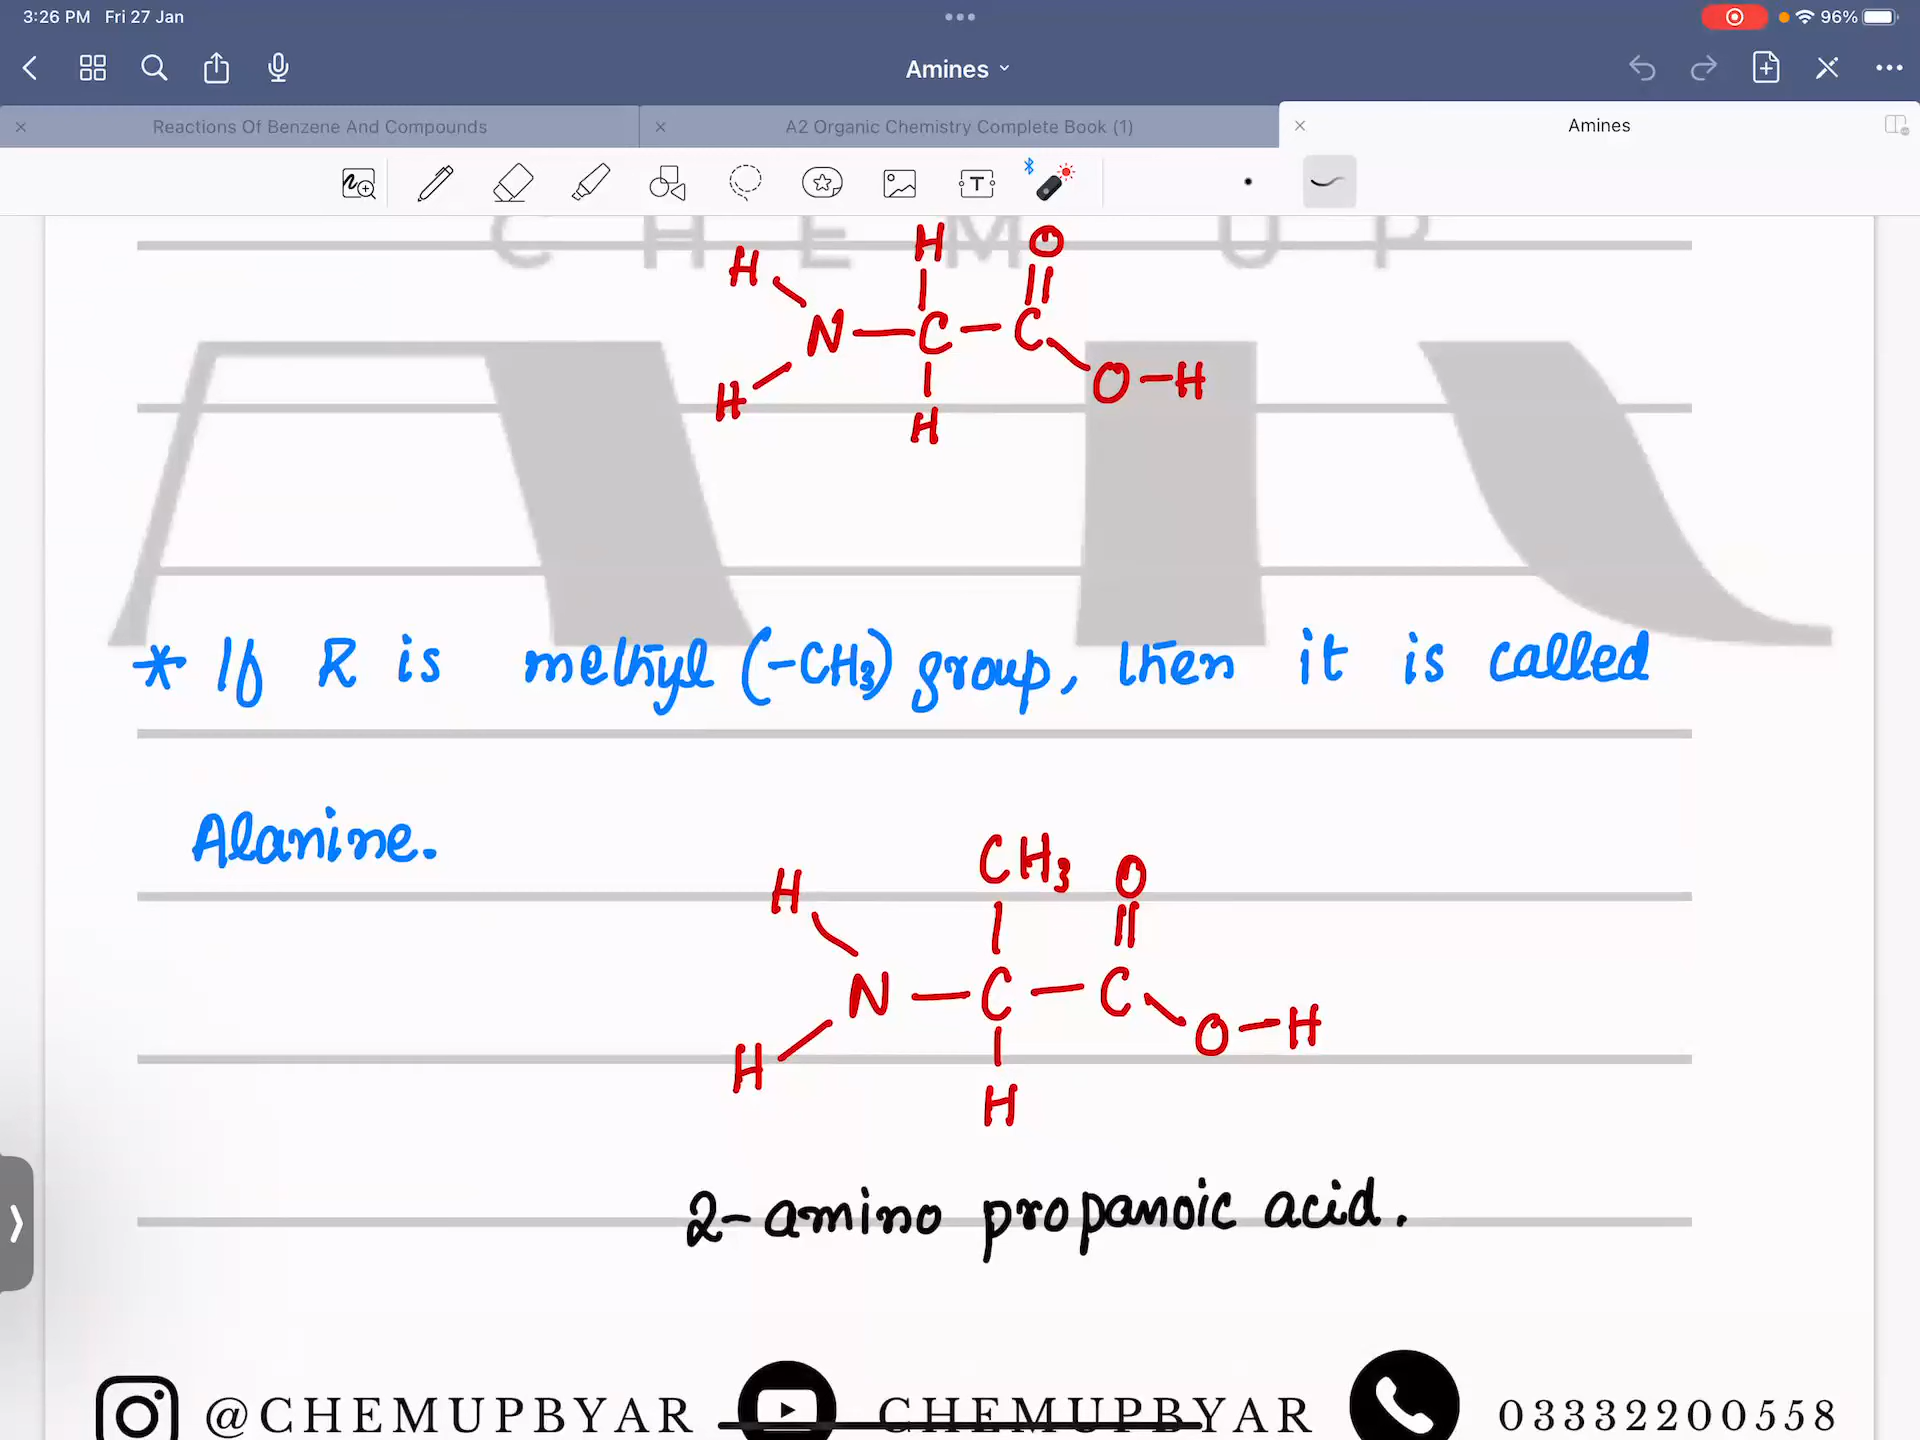 3:26 PM Fri 27 Jan
96%
Amines
Reactions Of Benzene And Compounds
A2 Organic Chemistry Complete Book (1)
Amines
T
CHEM UP
H H O
N — C — C
H H O — H
* If R is methyl (-CH3) group, then it is called
Alanine.
H CH3 O
N — C — C
H H O — H
2-amino propanoic acid.
@CHEMUPBYAR CHEMUPBYAR 03332200558